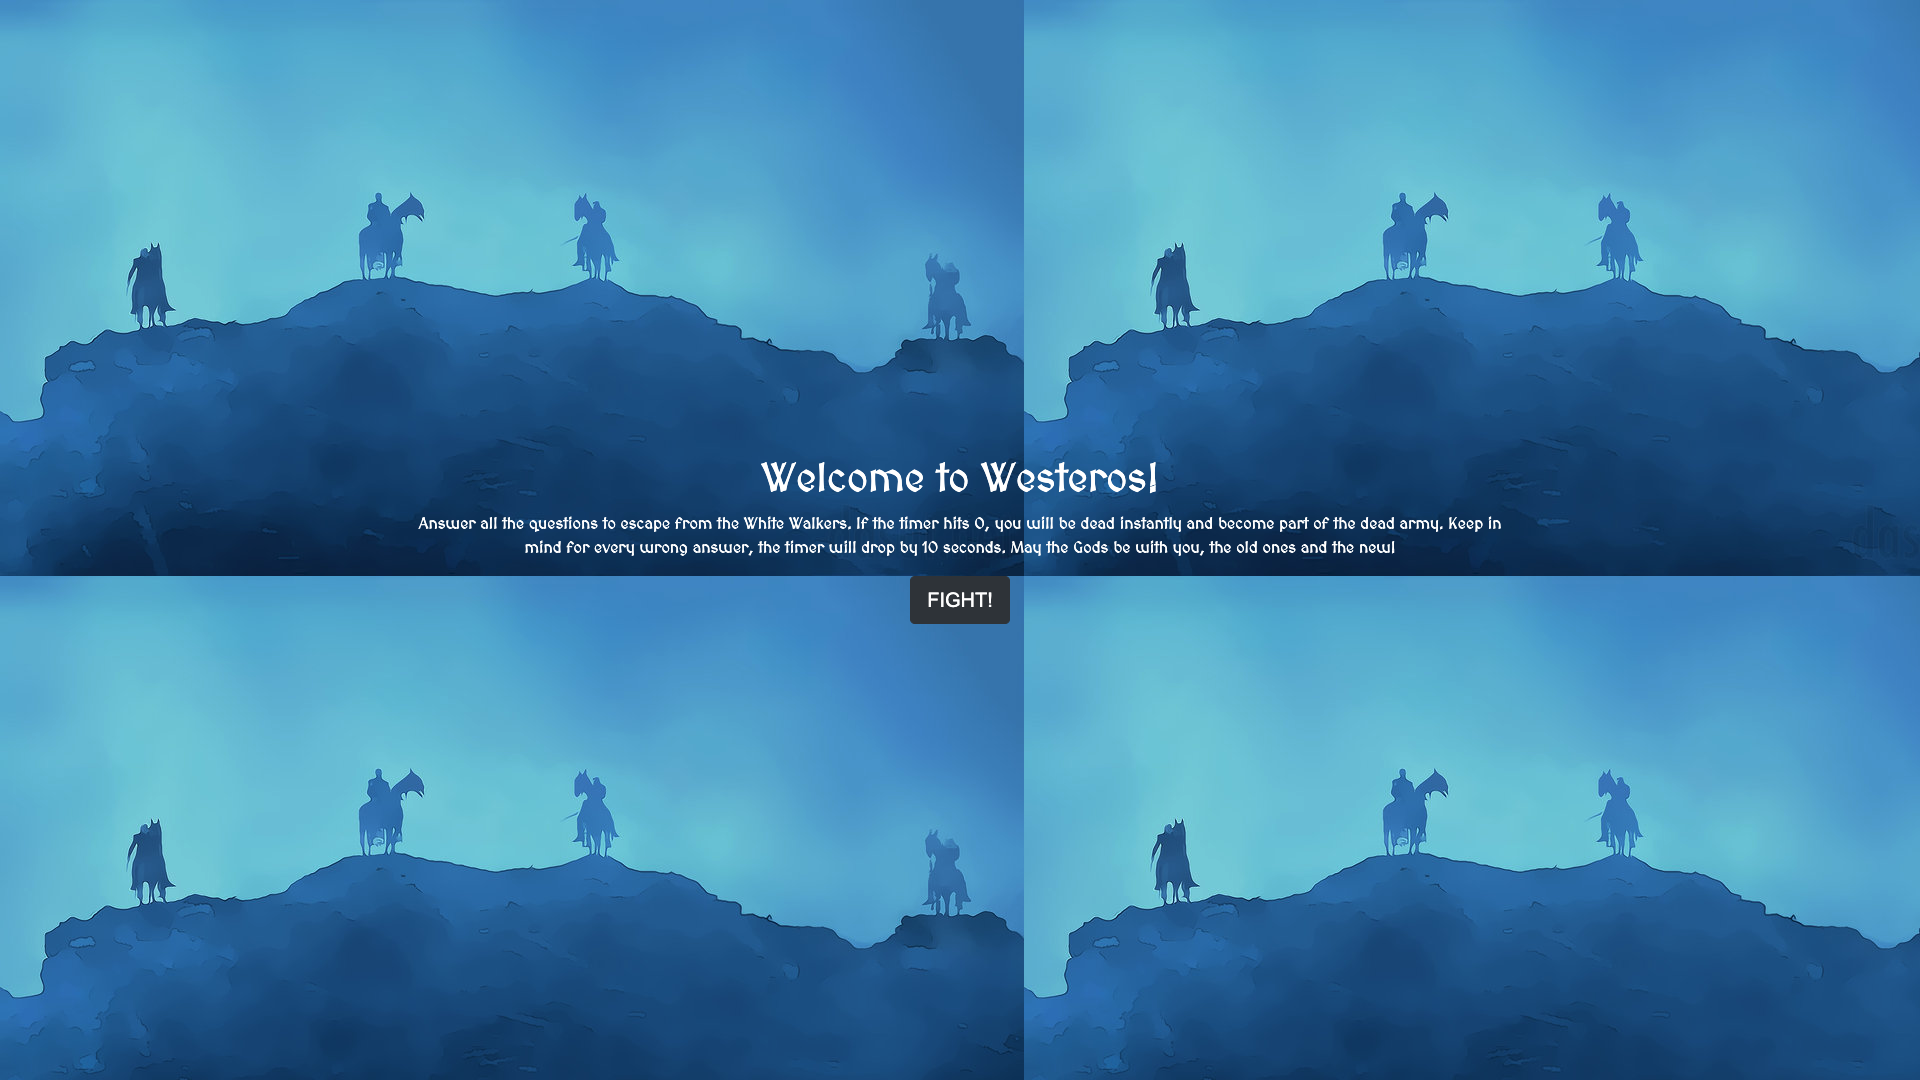 Welcome to Westeros!
Answer all the questions to escape from the White Walkers. If the timer hits 0, you will be dead instantly and become part of the dead army. Keep in
mind for every wrong answer, the timer will drop by 10 seconds. May the Gods be with you, the old ones and the new!
FIGHT!